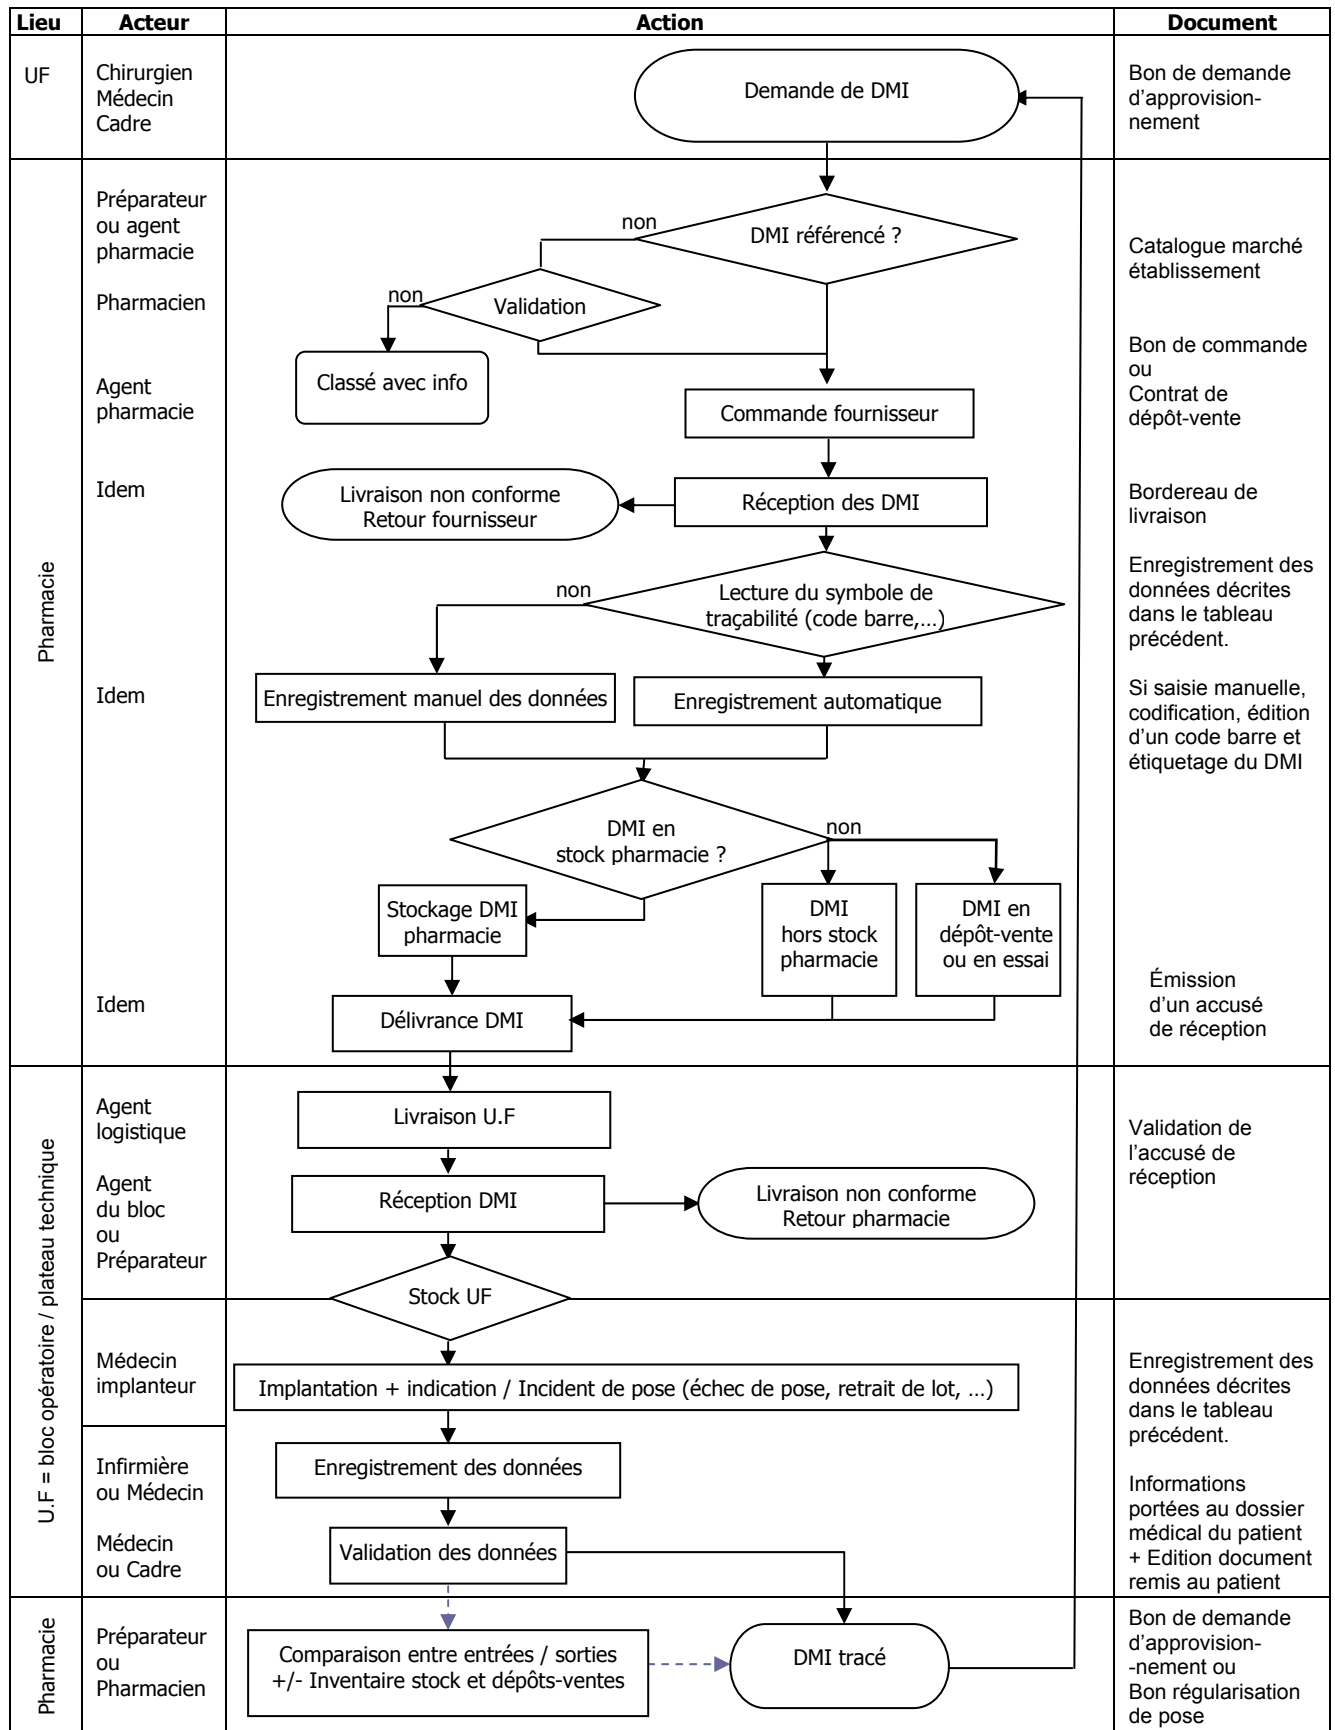 Lieu Acteur Action Document
UF
Chirurgien
Médecin
Cadre
Demande de DMI
Bon de demande
d'approvision-
nement
Pharmacie
Préparateur
ou agent
pharmacie
non
DMI référencé ?
Catalogue marché
établissement
Pharmacien
non
Validation
Classé avec info
Bon de commande
ou
Contrat de
dépôt-vente
Agent
pharmacie
Commande fournisseur
Idem
Livraison non conforme
Retour fournisseur
Réception des DMI
Bordereau de
livraison
non
Lecture du symbole de
traçabilité (code barre,…)
Enregistrement des
données décrites
dans le tableau
précédent.
Idem
Enregistrement manuel des données
Enregistrement automatique
Si saisie manuelle,
codification, édition
d'un code barre et
étiquetage du DMI
DMI en
stock pharmacie ?
non
Stockage DMI
pharmacie
DMI
hors stock
pharmacie
DMI en
dépôt-vente
ou en essai
Idem
Délivrance DMI
Émission
d'un accusé
de réception
U.F = bloc opératoire / plateau technique
Agent
logistique
Livraison U.F
Validation de
l'accusé de
réception
Agent
du bloc
ou
Préparateur
Réception DMI
Livraison non conforme
Retour pharmacie
Stock UF
Médecin
implanteur
Implantation + indication / Incident de pose (échec de pose, retrait de lot, …)
Enregistrement des
données décrites
dans le tableau
précédent.
Infirmière
ou Médecin
Enregistrement des données
Informations
portées au dossier
médical du patient
+ Edition document
remis au patient
Médecin
ou Cadre
Validation des données
Pharmacie
Préparateur
ou
Pharmacien
Comparaison entre entrées / sorties
+/- Inventaire stock et dépôts-ventes
DMI tracé
Bon de demande
d'approvision-
-nement ou
Bon régularisation
de pose